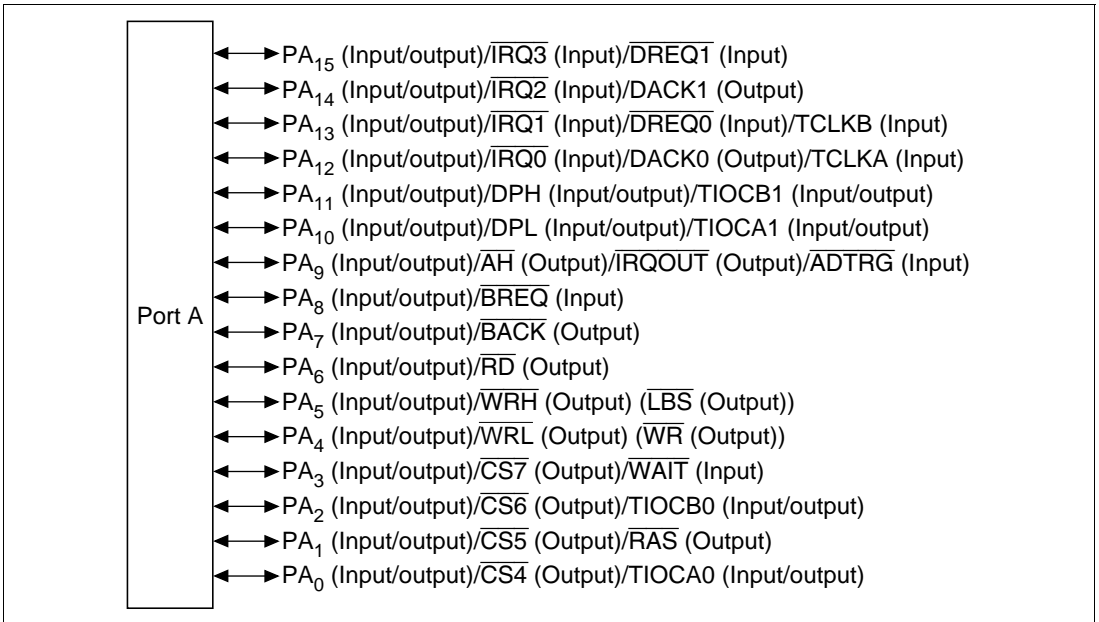 PA15 (Input/output)/IRQ3 (Input)/DREQ1 (Input)
PA14 (Input/output)/IRQ2 (Input)/DACK1 (Output)
PA13 (Input/output)/IRQ1 (Input)/DREQ0 (Input)/TCLKB (Input)
PA12 (Input/output)/IRQ0 (Input)/DACK0 (Output)/TCLKA (Input)
PA11 (Input/output)/DPH (Input/output)/TIOCB1 (Input/output)
PA10 (Input/output)/DPL (Input/output)/TIOCA1 (Input/output)
PA9 (Input/output)/AH (Output)/IRQOUT (Output)/ADTRG (Input)
PA8 (Input/output)/BREQ (Input)
Port A
PA7 (Input/output)/BACK (Output)
PA6 (Input/output)/RD (Output)
PA5 (Input/output)/WRH (Output) (LBS (Output))
PA4 (Input/output)/WRL (Output) (WR (Output))
PA3 (Input/output)/CS7 (Output)/WAIT (Input)
PA2 (Input/output)/CS6 (Output)/TIOCB0 (Input/output)
PA1 (Input/output)/CS5 (Output)/RAS (Output)
PA0 (Input/output)/CS4 (Output)/TIOCA0 (Input/output)